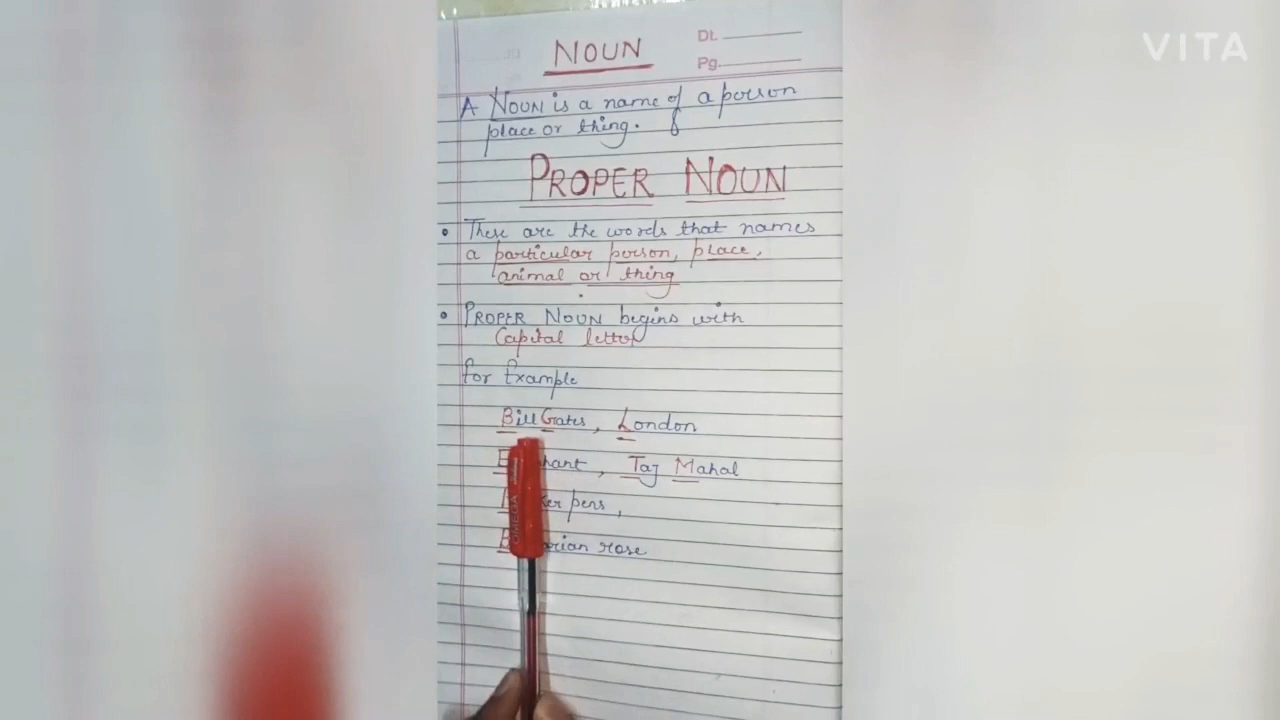 VITA
NOUN
Dt.
Pg.
A NOUN is a name of a person
place or thing.
PROPER NOUN
• These are the words that names
a particular person, place,
animal or thing
• PROPER NOUN begins with
Capital letter
for Example
Bill Gates, London
, Taj Mahal
pens,
rose
OMEGA